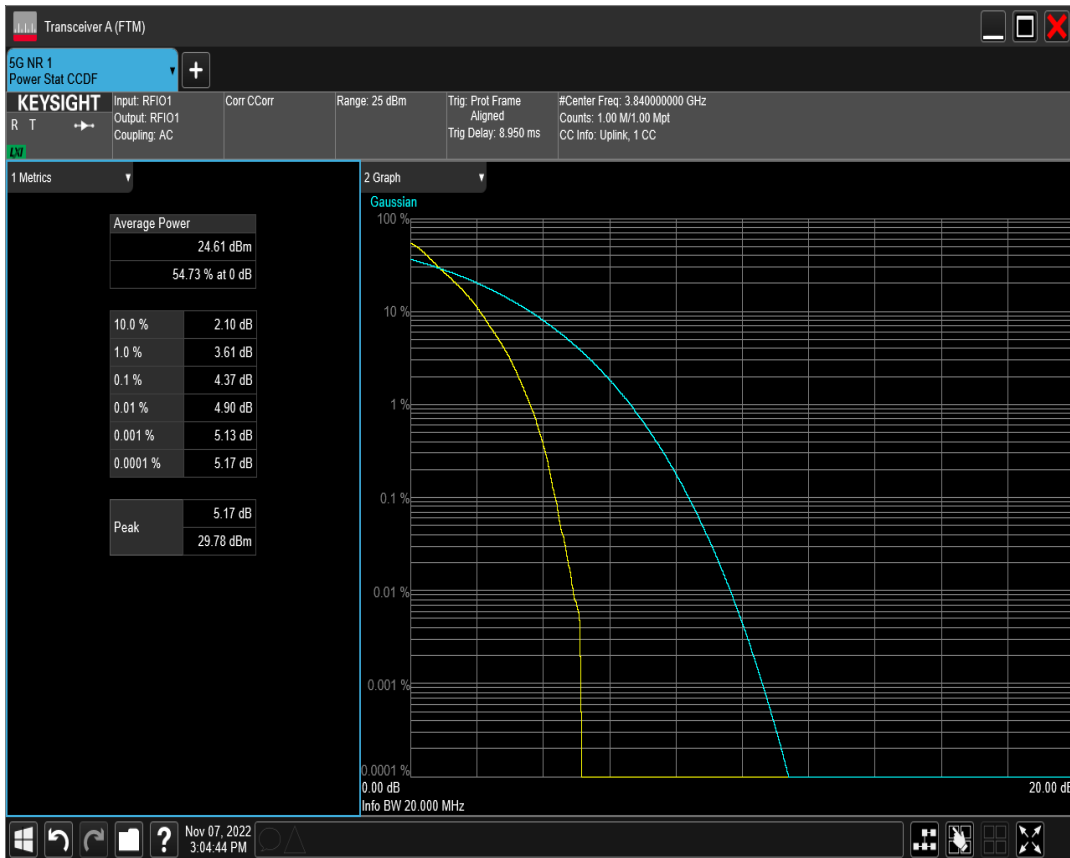 Transceiver A (FTM)
5G NR 1
Power Stat CCDF
+
KEYSIGHT
R T
LXI
Input: RFIO1
Output: RFIO1
Coupling: AC
Corr CCorr
Range: 25 dBm
Trig: Prot Frame
Aligned
Trig Delay: 8.950 ms
#Center Freq: 3.840000000 GHz
Counts: 1.00 M/1.00 Mpt
CC Info: Uplink, 1 CC
1 Metrics
Average Power
24.61 dBm
54.73 % at 0 dB
10.0 % 2.10 dB
1.0 % 3.61 dB
0.1 % 4.37 dB
0.01 % 4.90 dB
0.001 % 5.13 dB
0.0001 % 5.17 dB
Peak
5.17 dB
29.78 dBm
2 Graph
Gaussian
100 %
10 %
1 %
0.1 %
0.01 %
0.001 %
0.0001 %
0.00 dB
20.00 dB
Info BW 20.000 MHz
?
Nov 07, 2022
3:04:44 PM